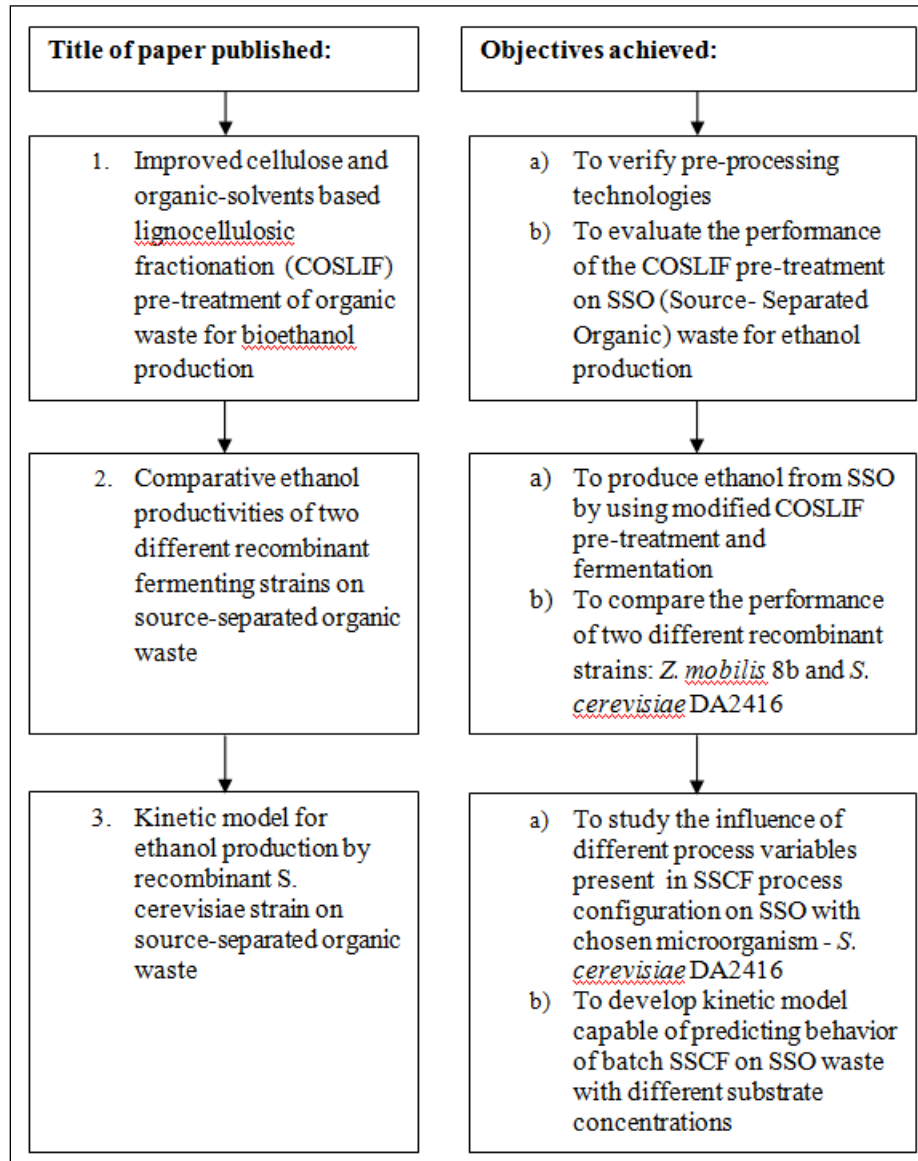 Title of paper published:
1. Improved cellulose and
organic-solvents based
lignocellulosic
fractionation (COSLIF)
pre-treatment of organic
waste for bioethanol
production
2. Comparative ethanol
productivities of two
different recombinant
fermenting strains on
source-separated organic
waste
3. Kinetic model for
ethanol production by
recombinant S.
cerevisiae strain on
source-separated organic
waste
Objectives achieved:
a) To verify pre-processing
technologies
b) To evaluate the performance
of the COSLIF pre-treatment
on SSO (Source- Separated
Organic) waste for ethanol
production
a) To produce ethanol from SSO
by using modified COSLIF
pre-treatment and
fermentation
b) To compare the performance
of two different recombinant
strains: Z. mobilis 8b and S.
cerevisiae DA2416
a) To study the influence of
different process variables
present in SSCF process
configuration on SSO with
chosen microorganism - S.
cerevisiae DA2416
b) To develop kinetic model
capable of predicting behavior
of batch SSCF on SSO waste
with different substrate
concentrations